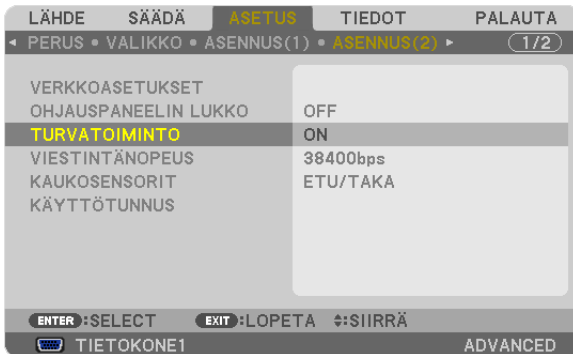 LÄHDE SÄÄDÄ ASETUS TIEDOT PALAUTA
◂ PERUS • VALIKKO • ASENNUS(1) • ASENNUS(2) ▸ 1/2
VERKKOASETUKSET
OHJAUSPANEELIN LUKKO OFF
TURVATOIMINTO ON
VIESTINTÄNOPEUS 38400bps
KAUKOSENSORIT ETU/TAKA
KÄYTTÖTUNNUS
ENTER :SELECT EXIT :LOPETA ♦:SIIRRÄ
TIETOKONE1 ADVANCED